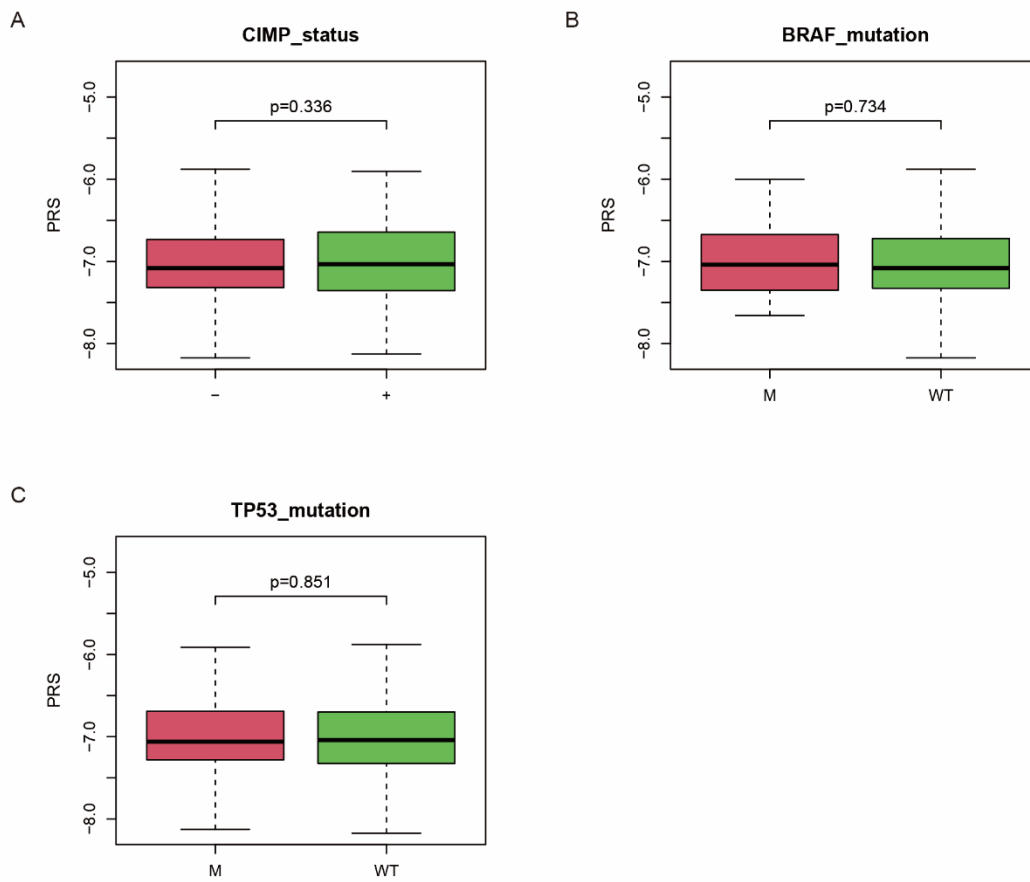 A
CIMP_status
p=0.336
PRS
−5.0
−6.0
−7.0
−8.0
−
+
B
BRAF_mutation
p=0.734
PRS
−5.0
−6.0
−7.0
−8.0
M
WT
C
TP53_mutation
p=0.851
PRS
−5.0
−6.0
−7.0
−8.0
M
WT